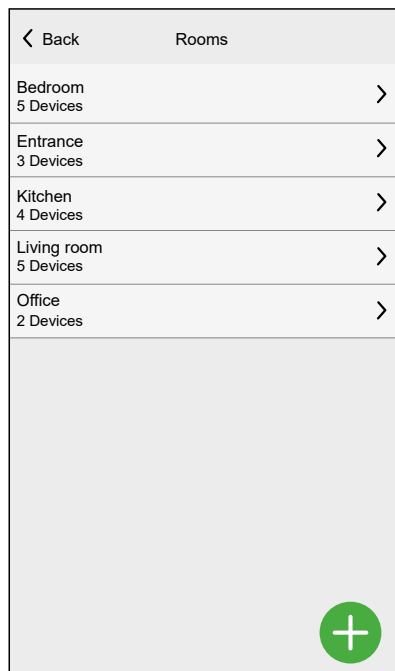 Back
Rooms
Bedroom
5 Devices
Entrance
3 Devices
Kitchen
4 Devices
Living room
5 Devices
Office
2 Devices